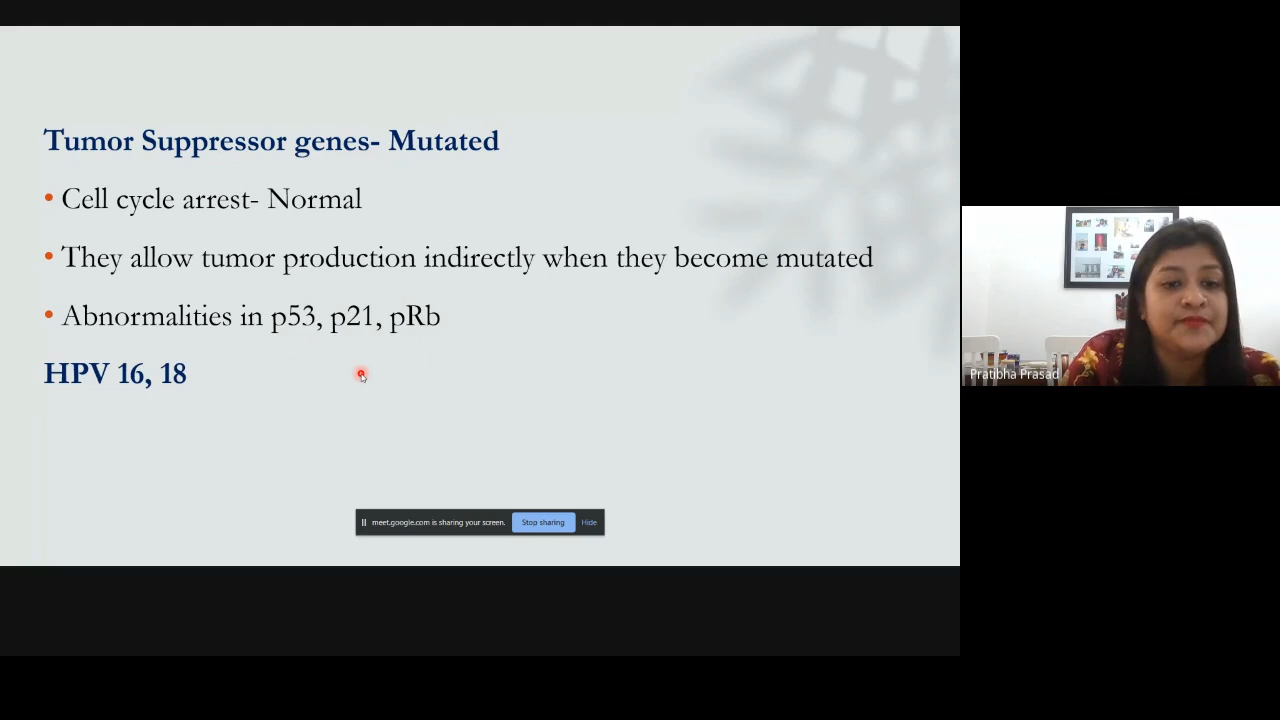 Tumor Suppressor genes- Mutated
• Cell cycle arrest- Normal
• They allow tumor production indirectly when they become mutated
• Abnormalities in p53, p21, pRb
HPV 16, 18
Pratibha Prasad
meet.google.com is sharing your screen. Stop sharing Hide